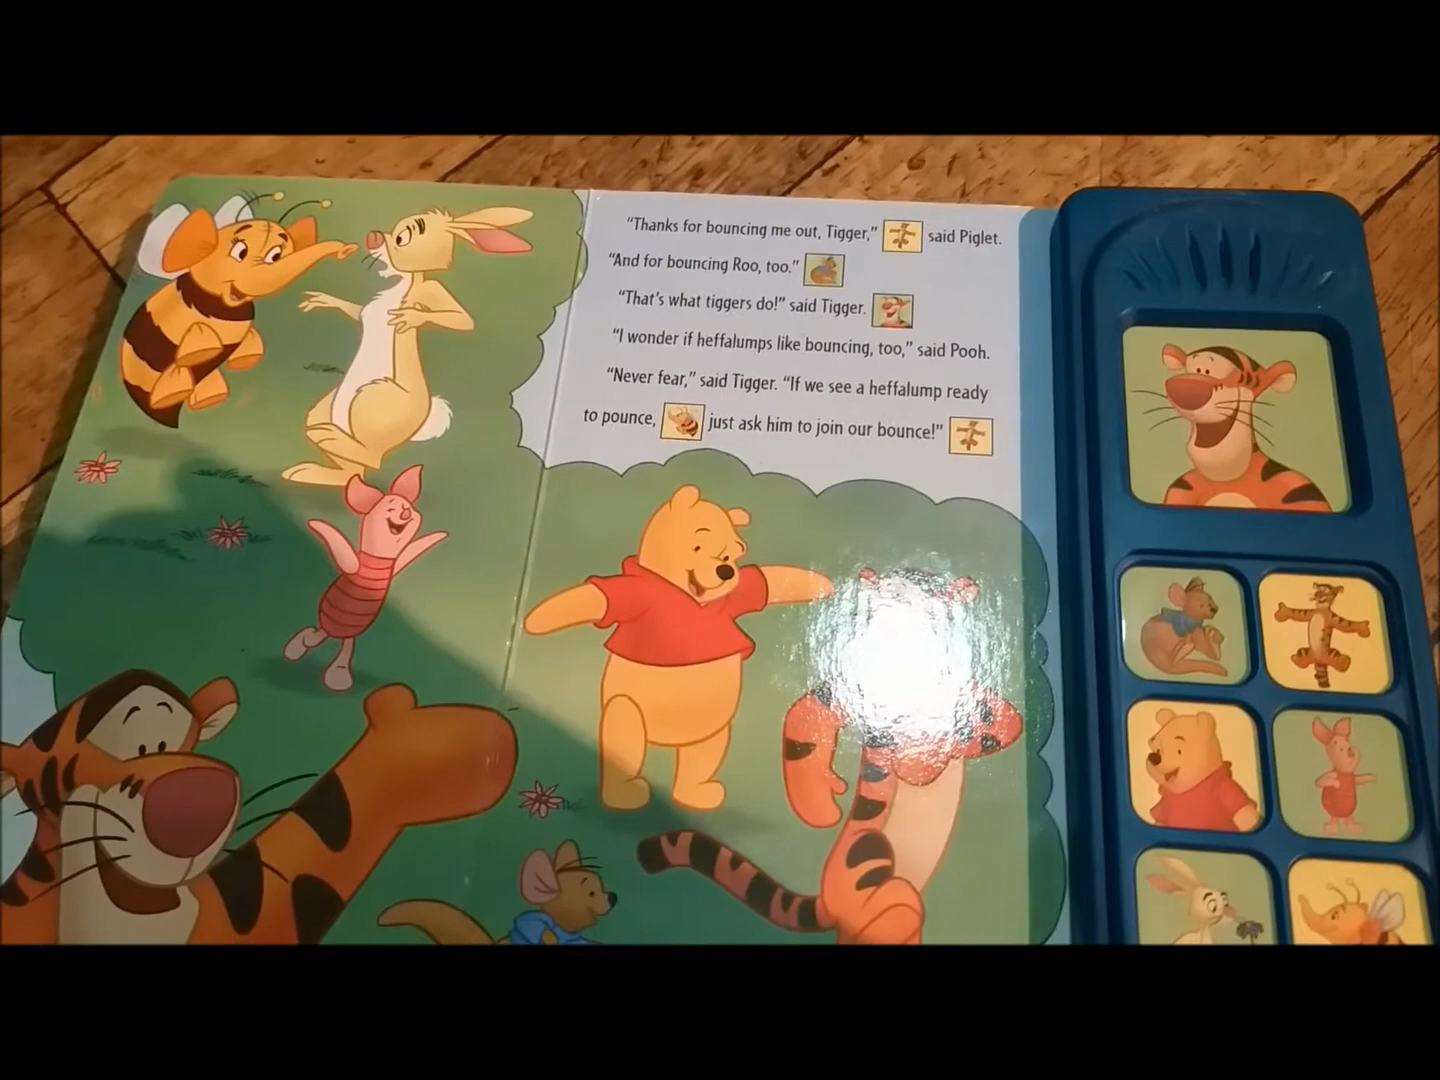 “Thanks for bouncing me out, Tigger,” said Piglet.
“And for bouncing Roo, too.”
“That’s what tiggers do!” said Tigger.
“I wonder if heffalumps like bouncing, too,” said Pooh.
“Never fear,” said Tigger. “If we see a heffalump ready
to pounce, just ask him to join our bounce!”